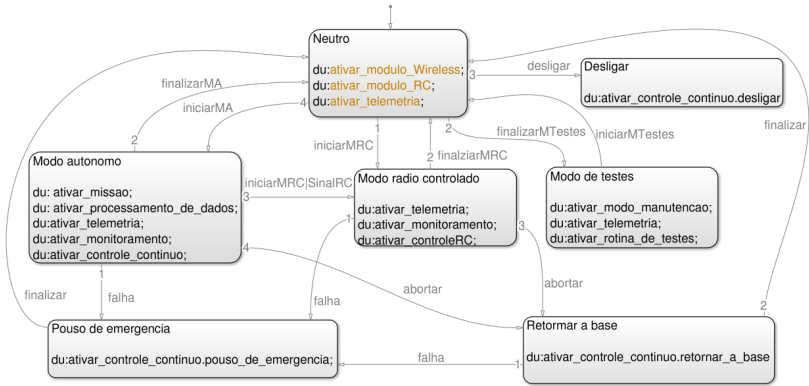 Neutro
du:ativar_modulo_Wireless;
du:ativar_modulo_RC;
du:ativar_telemetria;
desligar
3
Desligar
du:ativar_controle_continuo.desligar
finalizarMA
iniciarMA
4
2
1
2
iniciarMRC
2
finalziarMRC
finalizarMTestes
iniciarMTestes
finalizar
Modo autonomo
du: ativar_missao;
du: ativar_processamento_de_dados;
du:ativar_telemetria;
du:ativar_monitoramento;
du:ativar_controle_continuo;
3
iniciarMRC|SinalRC
4
1
Modo radio controlado
du:ativar_telemetria;
du:ativar_monitoramento;
du:ativar_controleRC;
1
3
Modo de testes
du:ativar_modo_manutencao;
du:ativar_telemetria;
du:ativar_rotina_de_testes;
finalizar
falha
falha
abortar
abortar
2
Pouso de emergencia
du:ativar_controle_continuo.pouso_de_emergencia;
falha
1
Retormar a base
du:ativar_controle_continuo.retornar_a_base